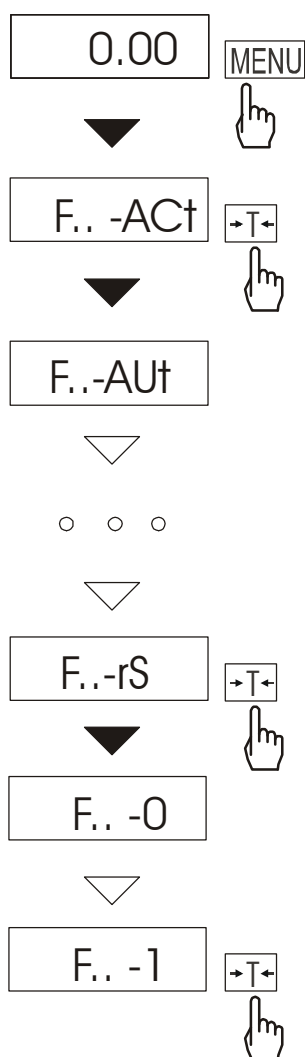 0.00 MENU
F.. -ACt →T←
F..-AUt
F..-rS →T←
F.. -0
F.. -1 →T←